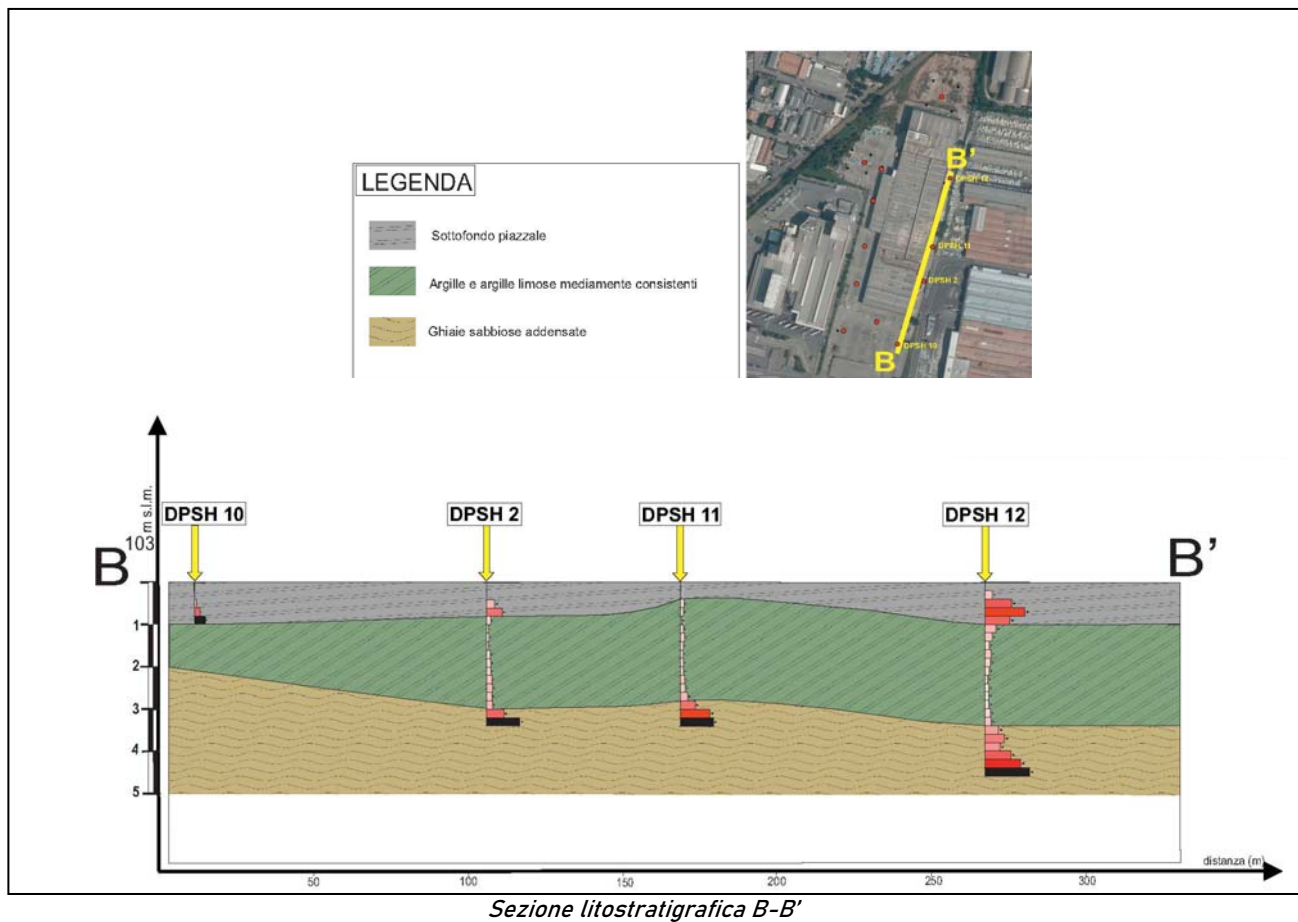 LEGENDA
Sottofondo piazzale
Argille e argille limose mediamente consistenti
Ghiaie sabbiose addensate
B'
DPSH 12
DPSH 11
DPSH 2
DPSH 10
B
m s.l.m.
103
DPSH 10
DPSH 2
DPSH 11
DPSH 12
B
B'
1
2
3
4
5
distanza (m)
50
100
150
200
250
300
Sezione litostratigrafica B-B'